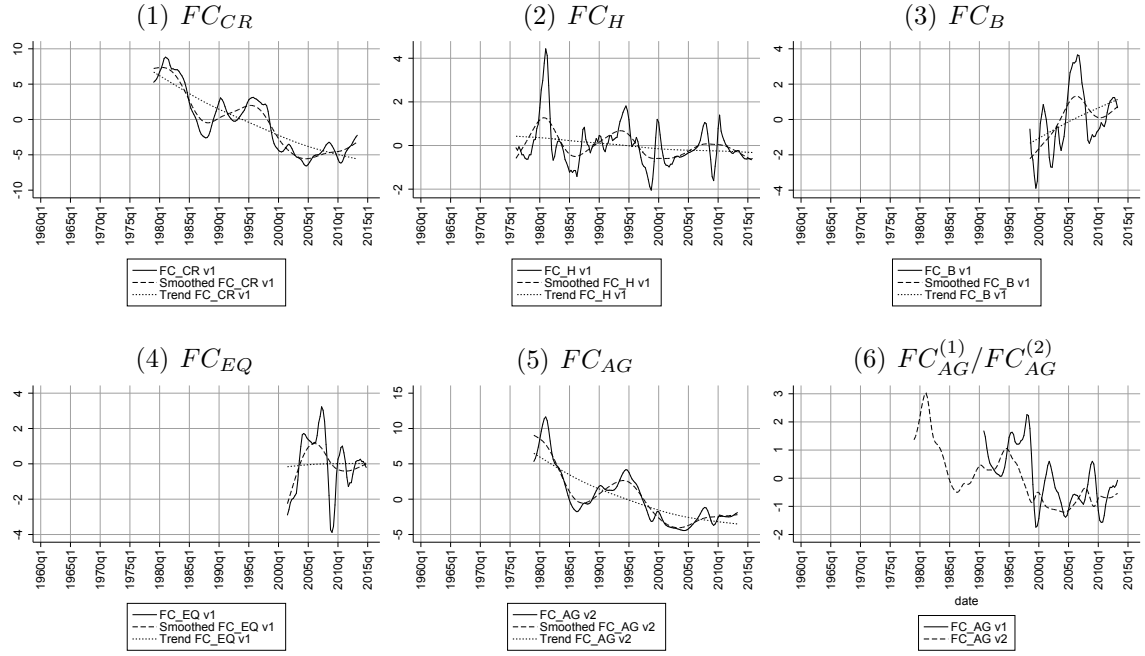 (1) FC_CR
10
5
0
-5
-10
1960q1
1965q1
1970q1
1975q1
1980q1
1985q1
1990q1
1995q1
2000q1
2005q1
2010q1
2015q1
FC_CR v1
Smoothed FC_CR v1
Trend FC_CR v1
(2) FC_H
4
2
0
-2
1960q1
1965q1
1970q1
1975q1
1980q1
1985q1
1990q1
1995q1
2000q1
2005q1
2010q1
2015q1
FC_H v1
Smoothed FC_H v1
Trend FC_H v1
(3) FC_B
4
2
0
-2
-4
1960q1
1965q1
1970q1
1975q1
1980q1
1985q1
1990q1
1995q1
2000q1
2005q1
2010q1
2015q1
FC_B v1
Smoothed FC_B v1
Trend FC_B v1
(4) FC_EQ
4
2
0
-2
-4
1960q1
1965q1
1970q1
1975q1
1980q1
1985q1
1990q1
1995q1
2000q1
2005q1
2010q1
2015q1
FC_EQ v1
Smoothed FC_EQ v1
Trend FC_EQ v1
(5) FC_AG
15
10
5
0
-5
1960q1
1965q1
1970q1
1975q1
1980q1
1985q1
1990q1
1995q1
2000q1
2005q1
2010q1
2015q1
FC_AG v2
Smoothed FC_AG v2
Trend FC_AG v2
(6) FC_AG^(1)/FC_AG^(2)
3
2
1
0
-1
-2
1960q1
1965q1
1970q1
1975q1
1980q1
1985q1
1990q1
1995q1
2000q1
2005q1
2010q1
2015q1
date
FC_AG v1
FC_AG v2